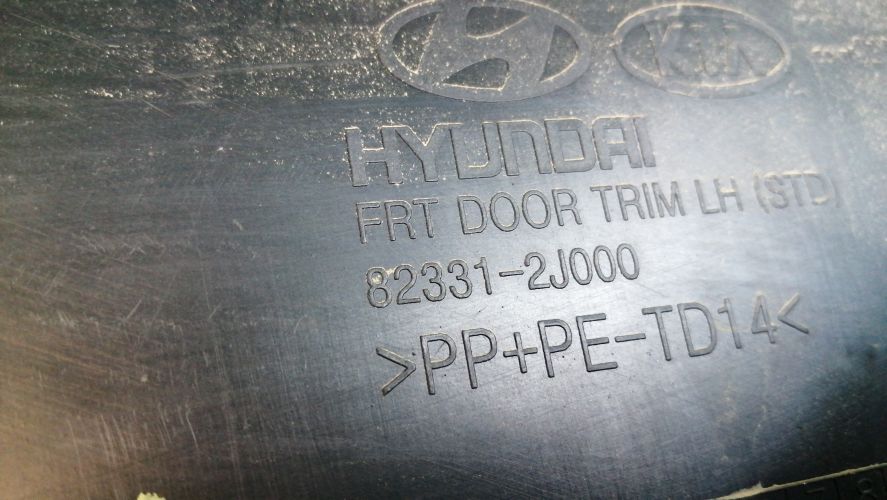 KIA
HYUNDAI
FRT DOOR TRIM LH (STD)
82331-2J000
>PP+PE-TD14<